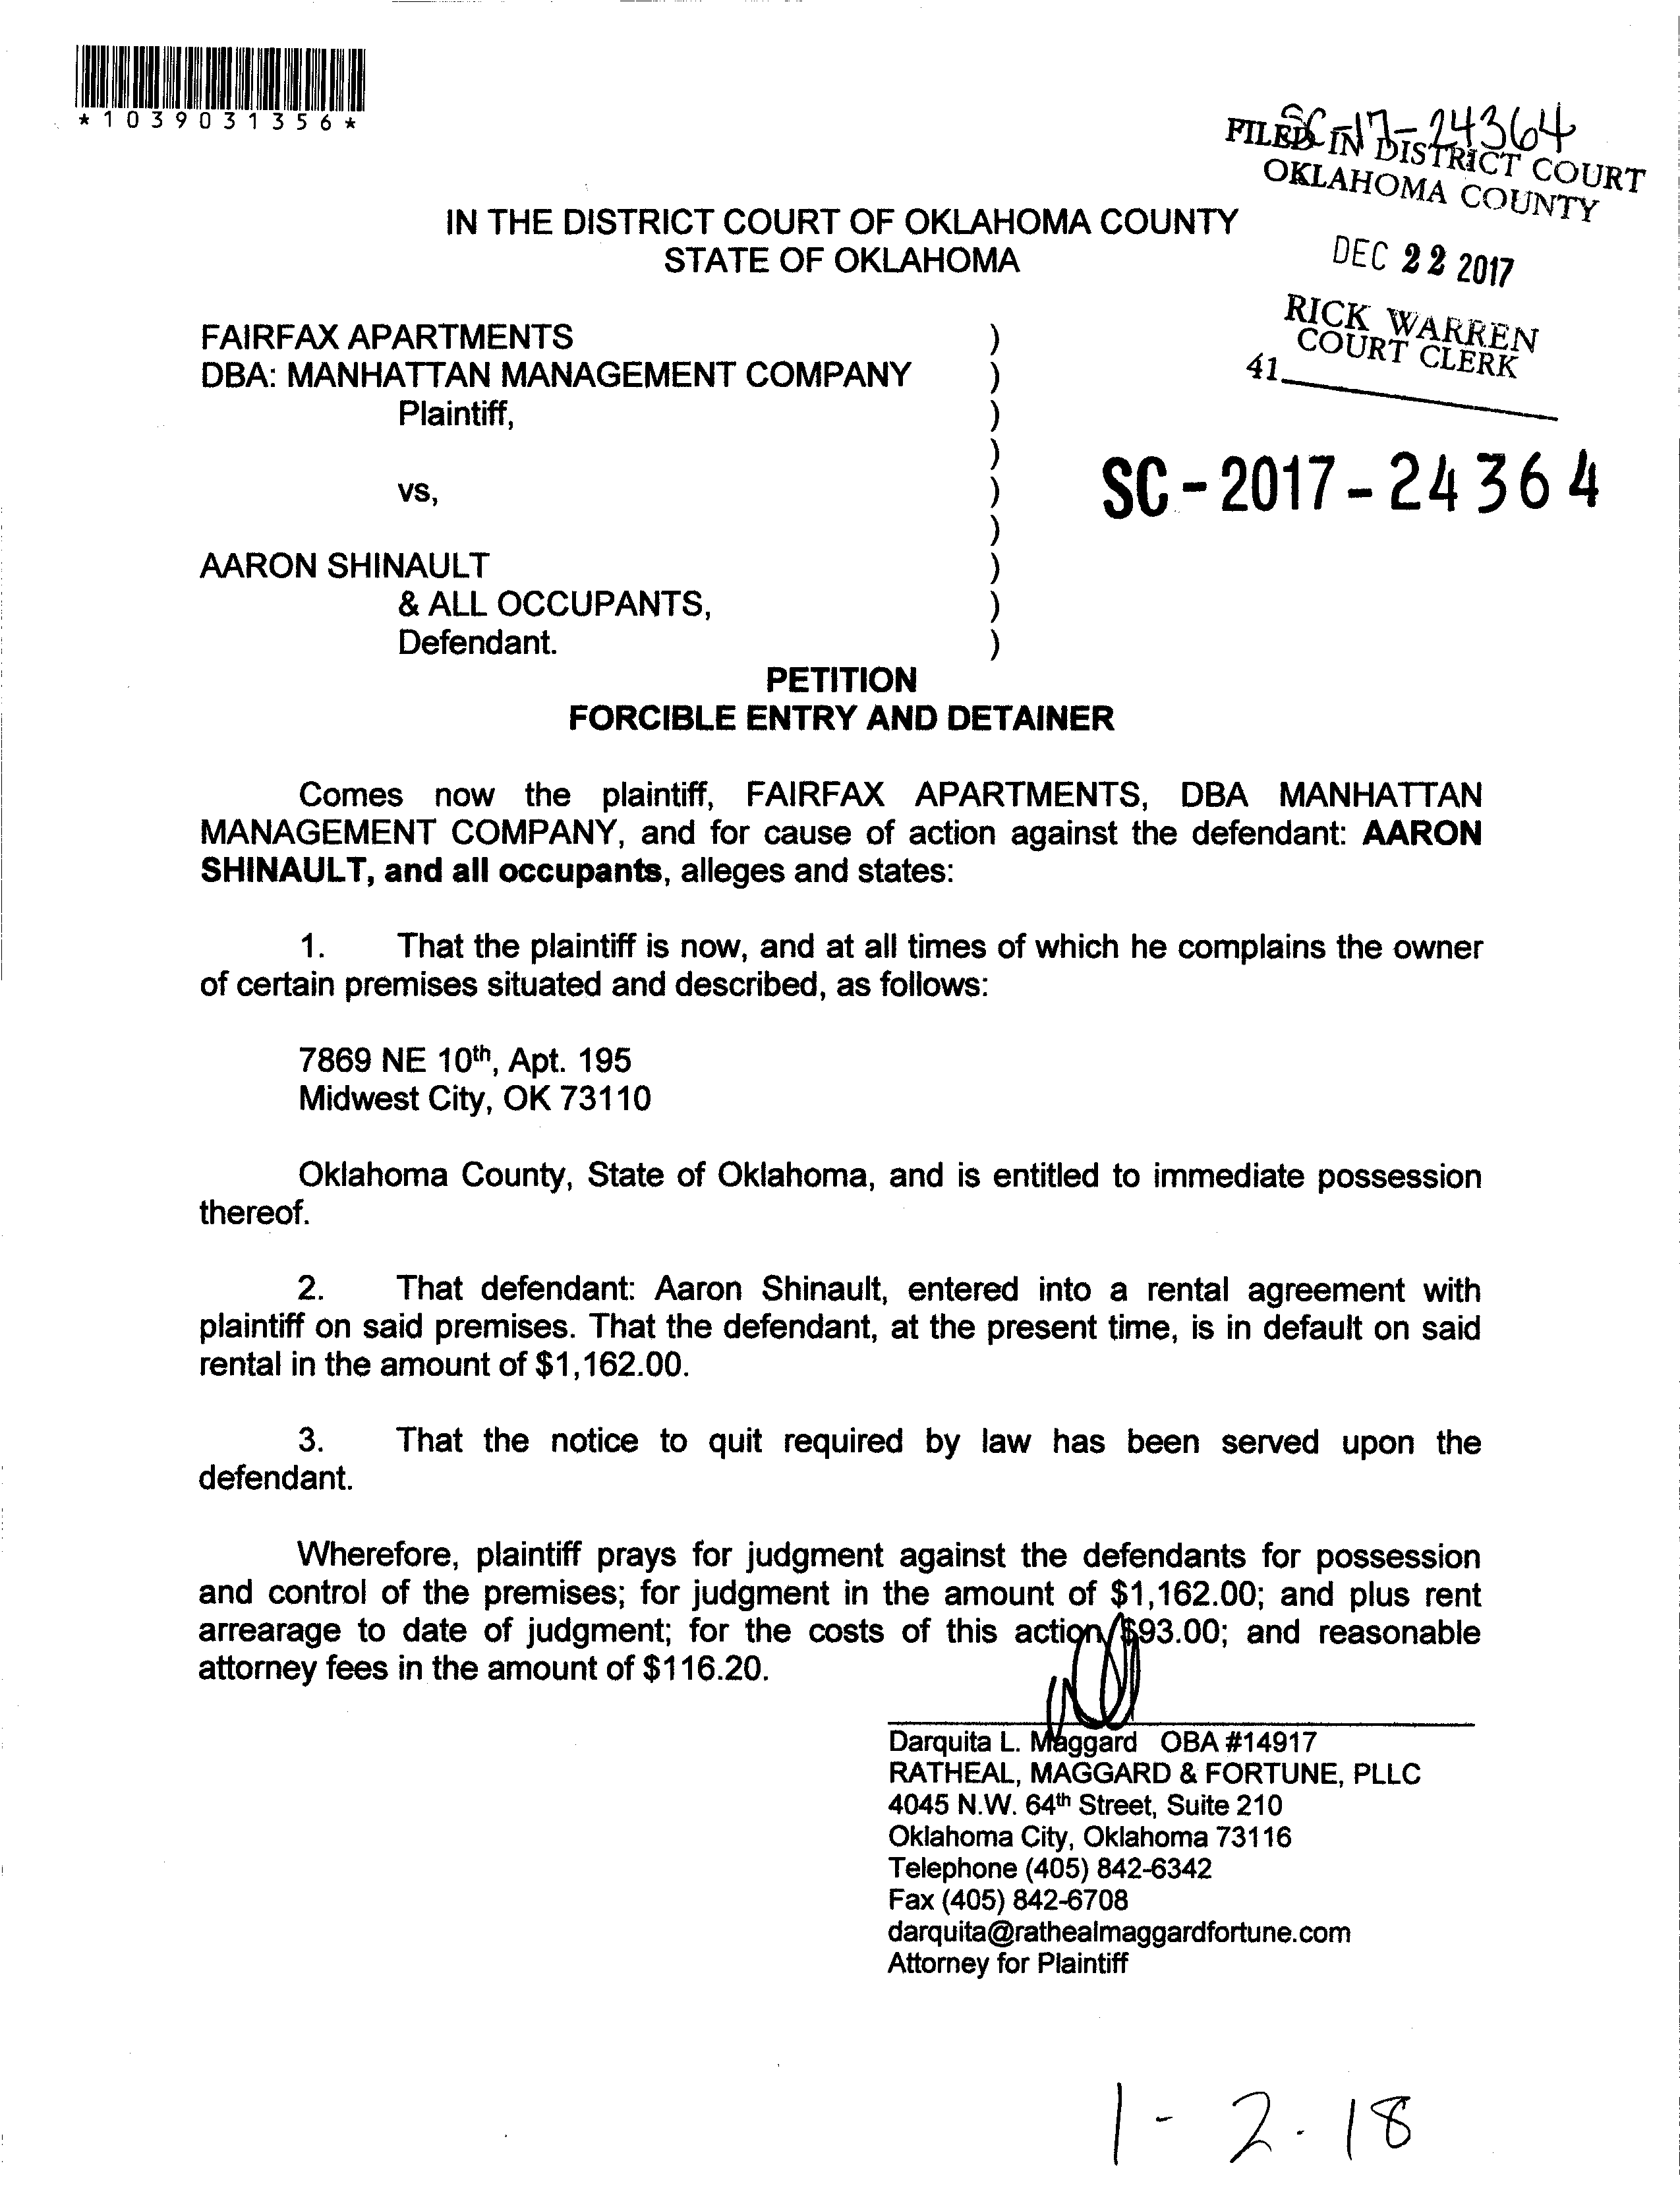 *1039031356*
SC-17-24364
FILED IN DISTRICT COURT
OKLAHOMA COUNTY
DEC 22 2017
RICK WARREN
COURT CLERK
41
IN THE DISTRICT COURT OF OKLAHOMA COUNTY
STATE OF OKLAHOMA
FAIRFAX APARTMENTS )
DBA: MANHATTAN MANAGEMENT COMPANY )
Plaintiff, )
)
vs, )
)
AARON SHINAULT )
& ALL OCCUPANTS, )
Defendant. )
SC-2017-24364
PETITION
FORCIBLE ENTRY AND DETAINER
Comes now the plaintiff, FAIRFAX APARTMENTS, DBA MANHATTAN
MANAGEMENT COMPANY, and for cause of action against the defendant: AARON
SHINAULT, and all occupants, alleges and states:
1. That the plaintiff is now, and at all times of which he complains the owner
of certain premises situated and described, as follows:
7869 NE 10th, Apt. 195
Midwest City, OK 73110
Oklahoma County, State of Oklahoma, and is entitled to immediate possession
thereof.
2. That defendant: Aaron Shinault, entered into a rental agreement with
plaintiff on said premises. That the defendant, at the present time, is in default on said
rental in the amount of $1,162.00.
3. That the notice to quit required by law has been served upon the
defendant.
Wherefore, plaintiff prays for judgment against the defendants for possession
and control of the premises; for judgment in the amount of $1,162.00; and plus rent
arrearage to date of judgment; for the costs of this action $93.00; and reasonable
attorney fees in the amount of $116.20.
Darquita L. Maggard OBA #14917
RATHEAL, MAGGARD & FORTUNE, PLLC
4045 N.W. 64th Street, Suite 210
Oklahoma City, Oklahoma 73116
Telephone (405) 842-6342
Fax (405) 842-6708
darquita@rathealmaggardfortune.com
Attorney for Plaintiff
1-2-18